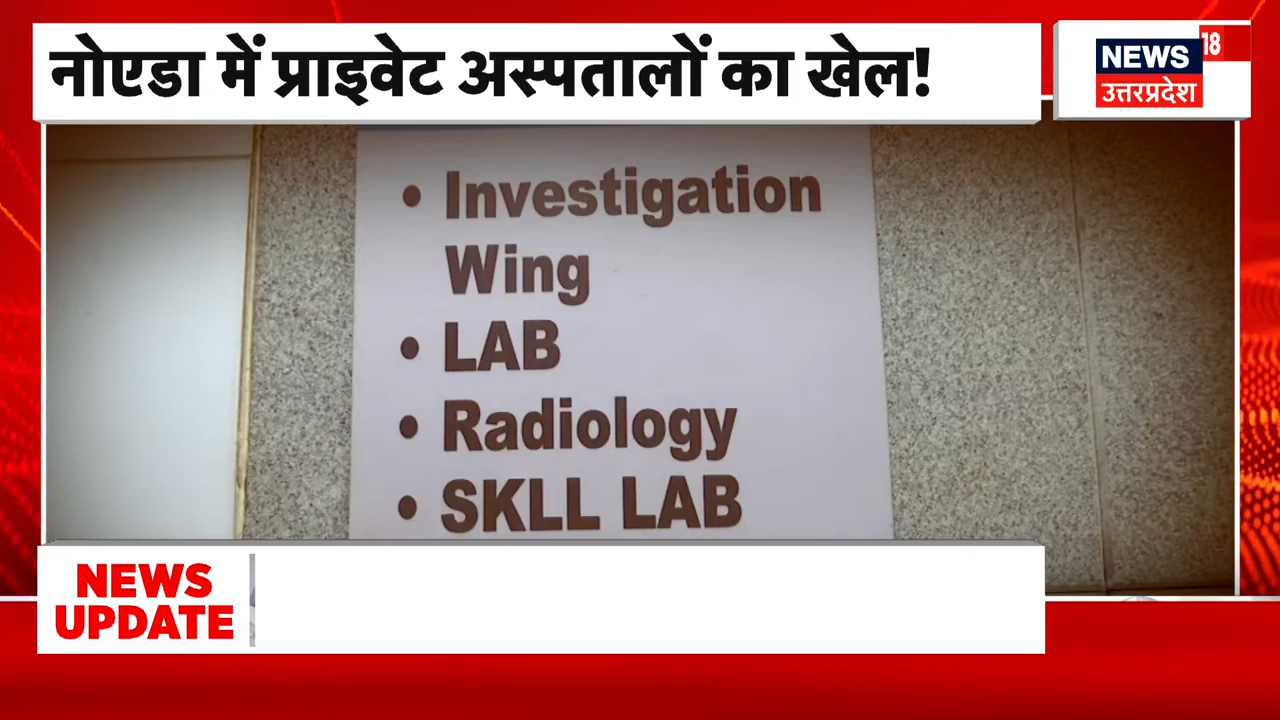 नोएडा में प्राइवेट अस्पतालों का खेल!
NEWS 18
उत्तरप्रदेश
• Investigation
Wing
• LAB
• Radiology
• SKLL LAB
NEWS
UPDATE